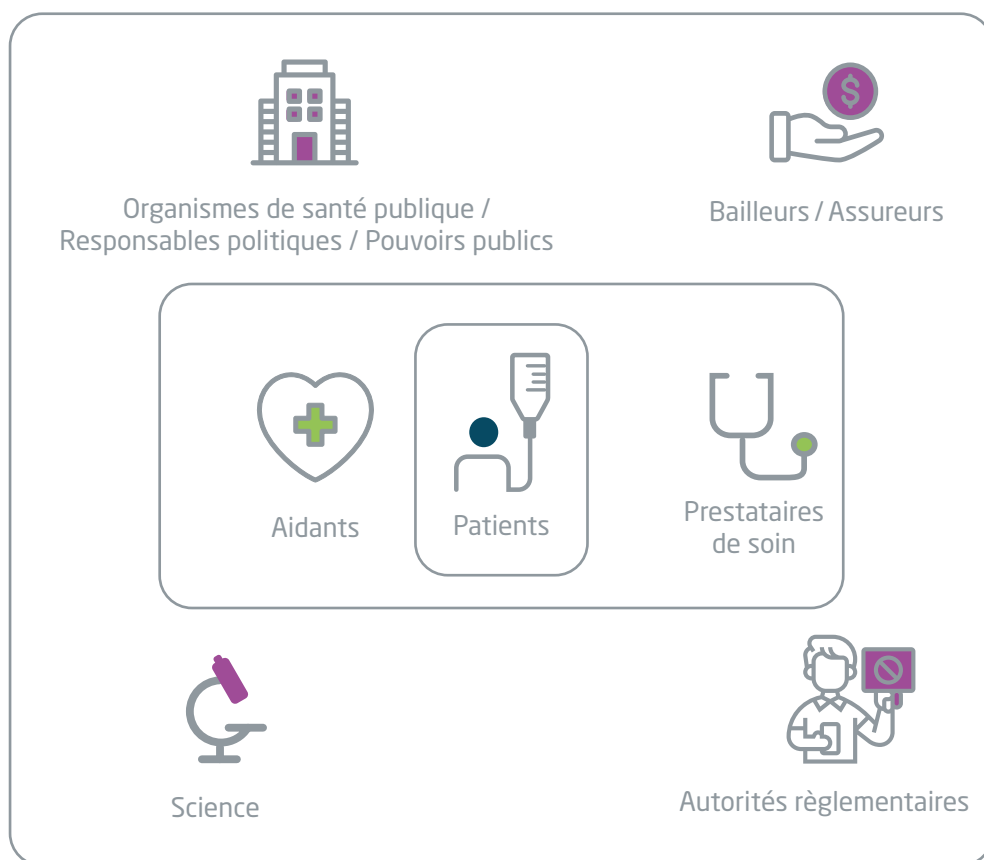 Organismes de santé publique /
Responsables politiques / Pouvoirs publics
Bailleurs / Assureurs
Aidants
Patients
Prestataires
de soin
Science
Autorités règlementaires